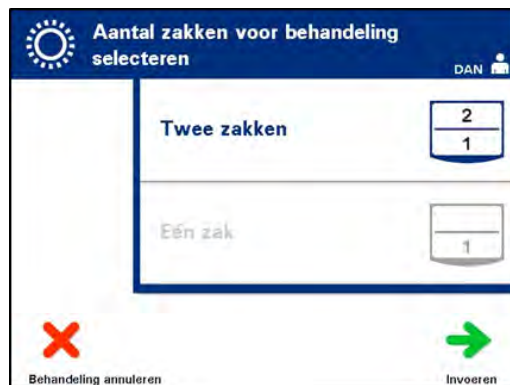 Aantal zakken voor behandeling
selecteren
DAN
Twee zakken
2
1
Eén zak
1
Behandeling annuleren
Invoeren